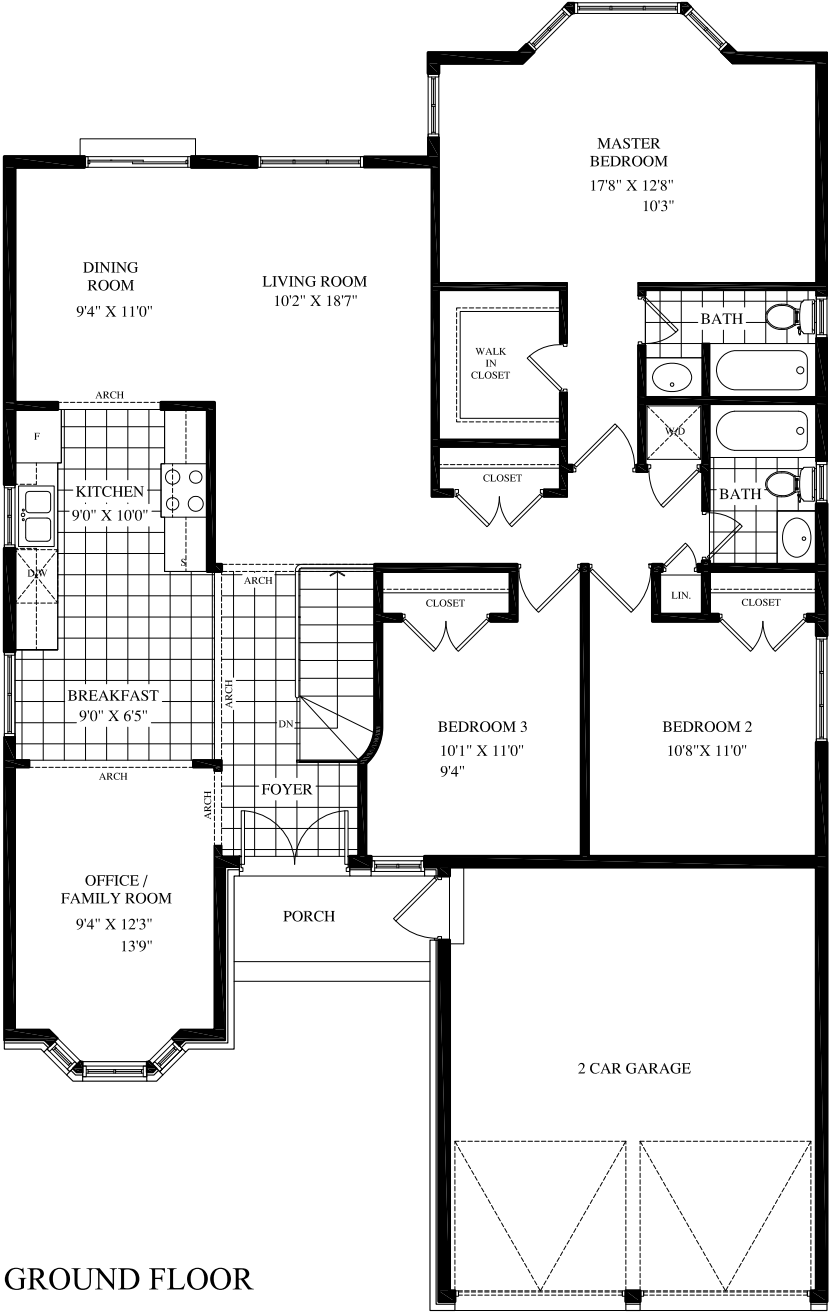 MASTER
BEDROOM
17'8" X 12'8"
10'3"
DINING
ROOM
9'4" X 11'0"
LIVING ROOM
10'2" X 18'7"
BATH
WALK
IN
CLOSET
ARCH
F
W/D
KITCHEN
9'0" X 10'0"
CLOSET
BATH
D/W
ARCH
CLOSET
LIN.
CLOSET
ARCH
BREAKFAST
9'0" X 6'5"
DN
BEDROOM 3
10'1" X 11'0"
9'4"
BEDROOM 2
10'8"X 11'0"
ARCH
ARCH
FOYER
OFFICE /
FAMILY ROOM
9'4" X 12'3"
13'9"
PORCH
2 CAR GARAGE
GROUND FLOOR